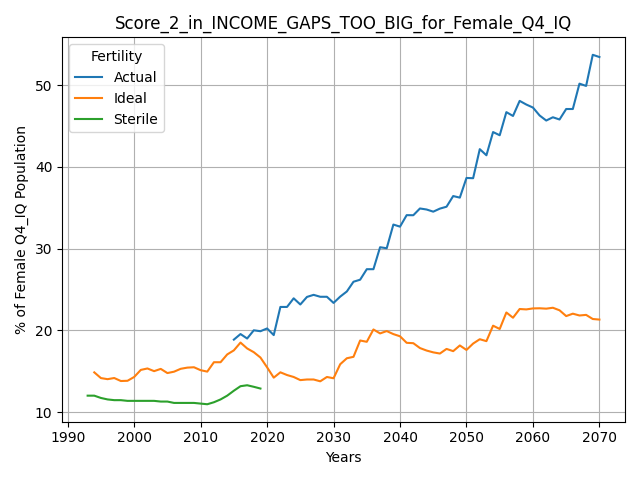 Score_2_in_INCOME_GAPS_TOO_BIG_for_Female_Q4_IQ
Fertility
Actual
Ideal
Sterile
% of Female Q4_IQ Population
50
40
30
20
10
1990 2000 2010 2020 2030 2040 2050 2060 2070
Years